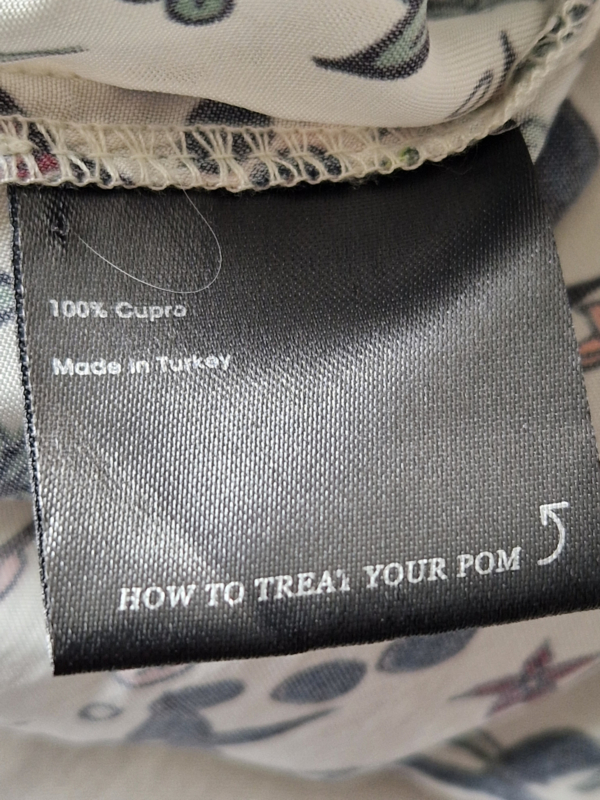 100% Cupro
Made in Turkey
HOW TO TREAT YOUR POM